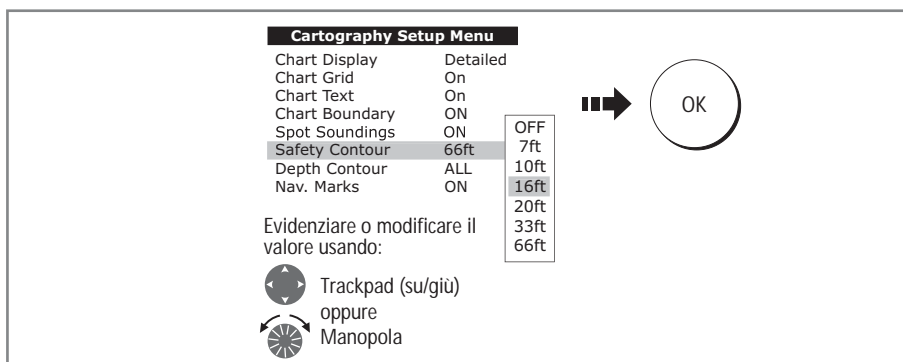 Cartography Setup Menu
Chart Display Detailed
Chart Grid On
Chart Text On
Chart Boundary ON
Spot Soundings ON
Safety Contour 66ft
Depth Contour ALL
Nav. Marks ON
OFF
7ft
10ft
16ft
20ft
33ft
66ft
OK
Evidenziare o modificare il
valore usando:
Trackpad (su/giù)
oppure
Manopola